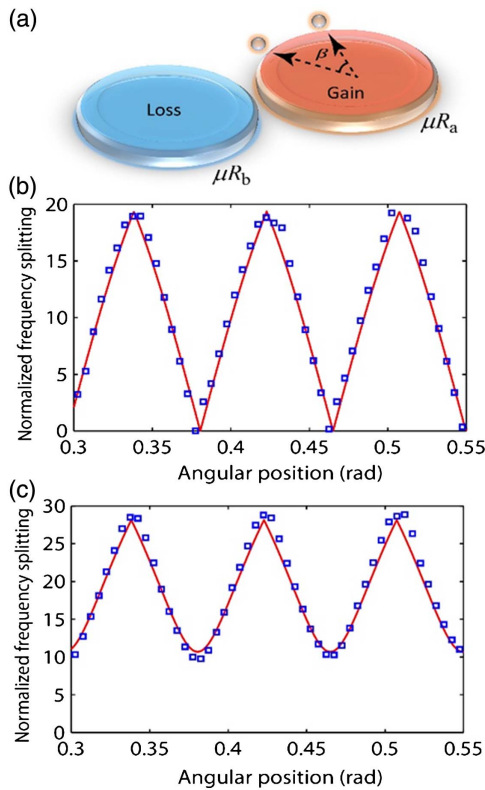 (a)
β
Loss
Gain
μRb
μRa
(b)
Normalized frequency splitting
20
15
10
5
0
0.3
0.35
0.4
0.45
0.5
0.55
Angular position (rad)
(c)
Normalized frequency splitting
30
25
20
15
10
5
0
0.3
0.35
0.4
0.45
0.5
0.55
Angular position (rad)